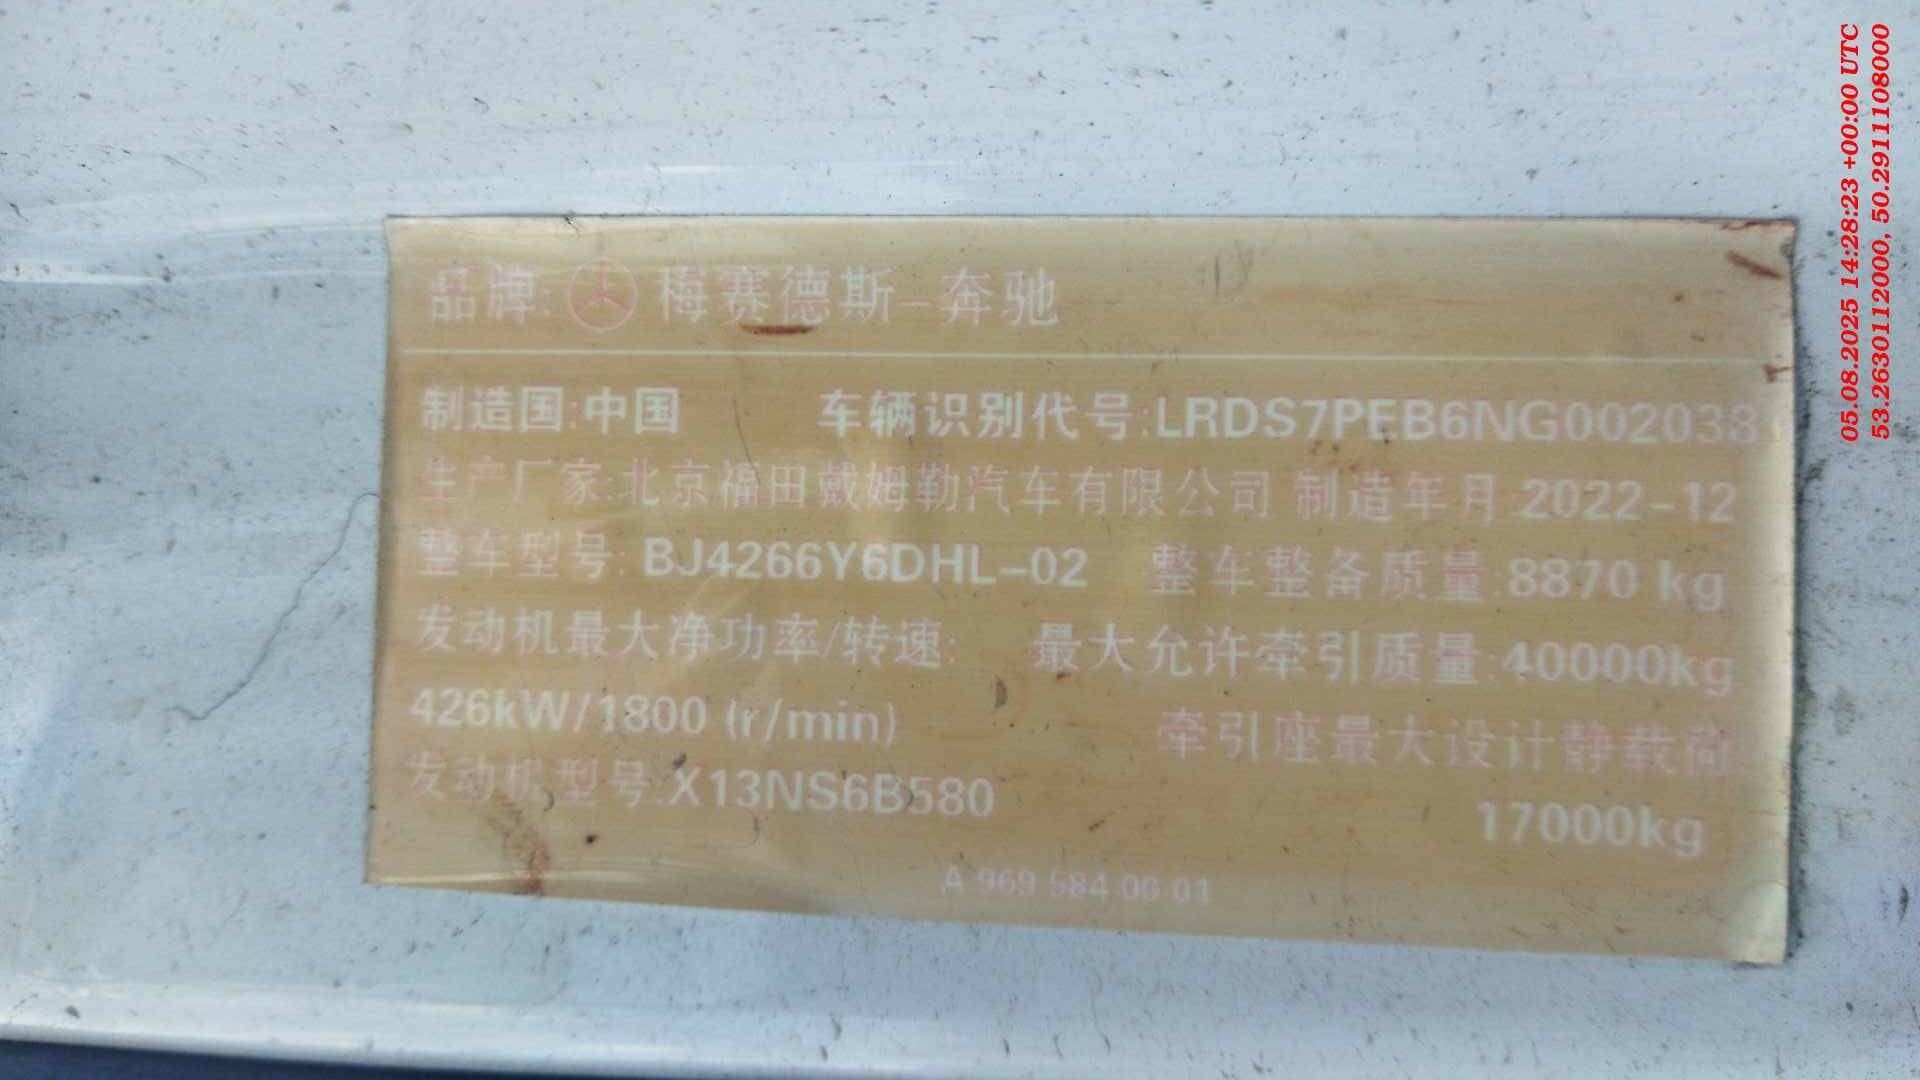 品牌: 梅赛德斯-奔驰
制造国:中国 车辆识别代号:LRDS7PEB6NG002038
生产厂家:北京福田戴姆勒汽车有限公司 制造年月:2022-12
整车型号: BJ4266Y6DHL-02 整车整备质量:8870 kg
发动机最大净功率/转速: 最大允许牵引质量:40000kg
426kW/1800 (r/min) 牵引座最大设计静载荷
发动机型号:X13NS6B580 17000kg
A 969 584 00 01
05.08.2025 14:28:23 +00:00 UTC
53.2630112000, 50.2911108000